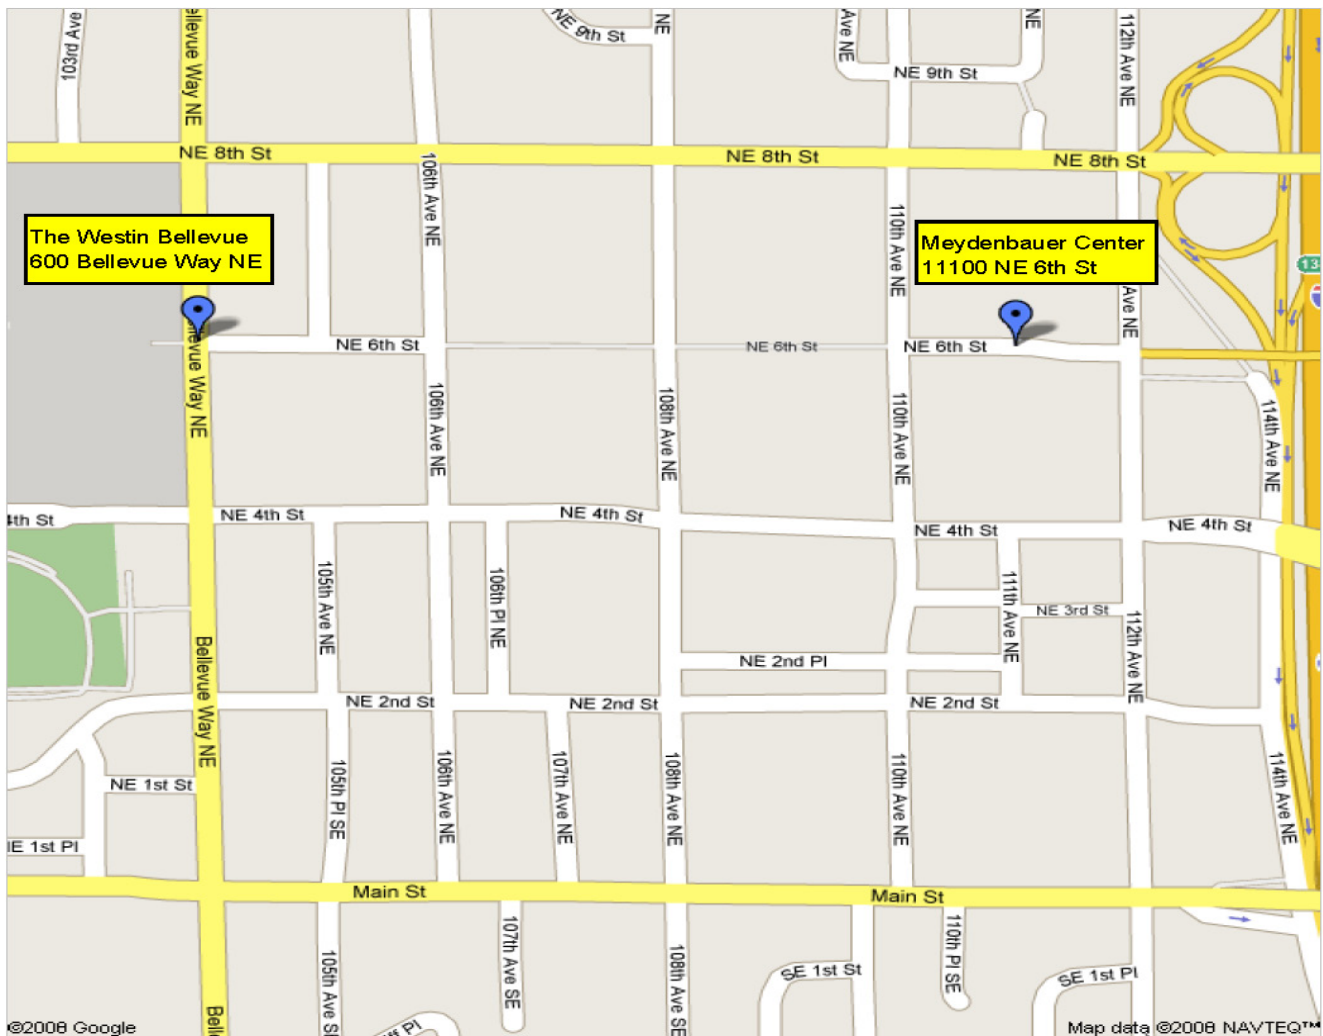 103rd Ave
Bellevue Way NE
NE 9th St
NE
Ave NE
NE 9th St
NE
112th Ave NE
NE 8th St
NE 8th St
NE 8th St
106th Ave NE
The Westin Bellevue
600 Bellevue Way NE
110th Ave NE
Meydenbauer Center
11100 NE 6th St
Ave NE
NE 6th St
NE 6th St
NE 6th St
Bellevue Way NE
106th Ave NE
108th Ave NE
110th Ave NE
114th Ave NE
4th St
NE 4th St
NE 4th St
NE 4th St
NE 4th St
105th Ave NE
106th Pl NE
111th Ave NE
NE 3rd St
112th Ave NE
Bellevue Way NE
NE 2nd Pl
NE 2nd St
NE 2nd St
NE 2nd St
NE 1st St
105th Pl SE
106th Ave NE
107th Ave NE
108th Ave NE
110th Ave NE
114th Ave NE
NE 1st Pl
Main St
Main St
105th Ave SE
107th Ave SE
108th Ave SE
110th Pl SE
SE 1st St
SE 1st Pl
Bell
Pl
©2008 Google
Map data ©2008 NAVTEQ™